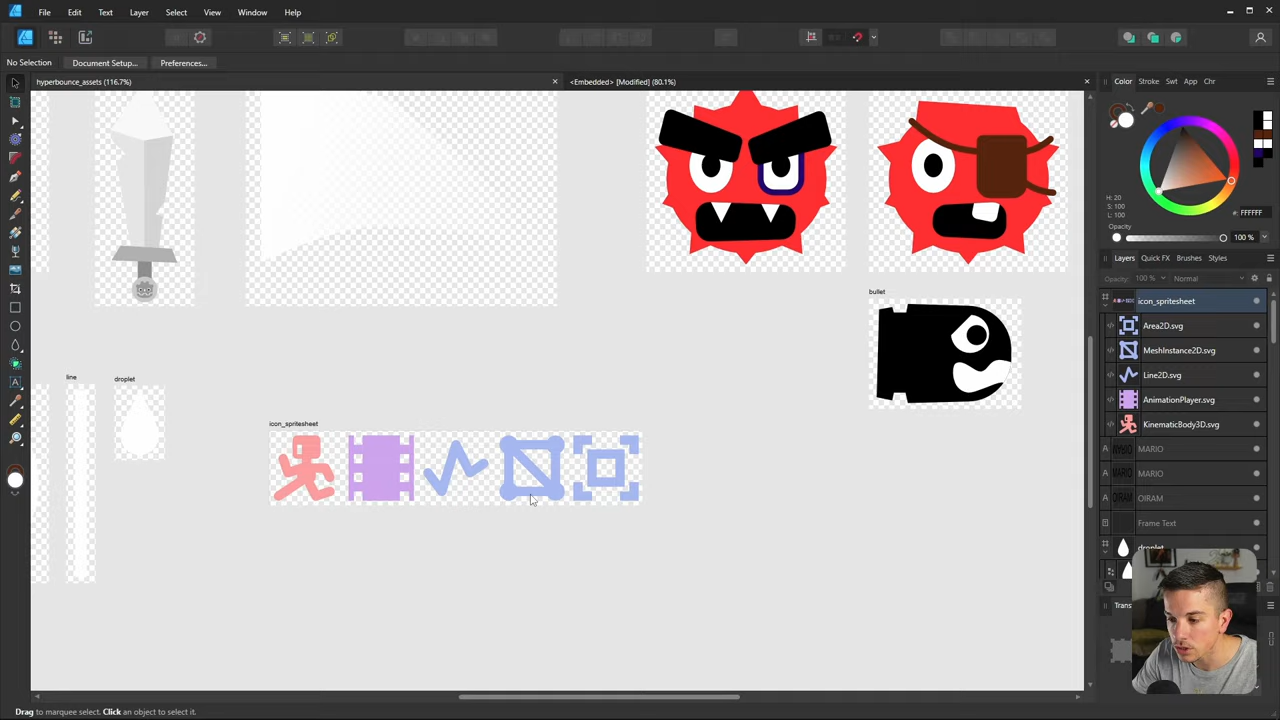 File Edit Text Layer Select View Window Help
No Selection Document Setup... Preferences...
hyperbounce_assets (116.7%)
<Embedded> [Modified] (80.1%)
Color Stroke Swt App Chr
H: 20
S: 100
L: 100
#: FFFFFF
Opacity
100 %
Layers Quick FX Brushes Styles
Opacity: 100 % Normal
icon_spritesheet
Area2D.svg
MeshInstance2D.svg
Line2D.svg
AnimationPlayer.svg
KinematicBody3D.svg
MARIO
MARIO
OIRAM
Frame Text
droplet
Trans
bullet
line
droplet
icon_spritesheet
Drag to marquee select. Click an object to select it.